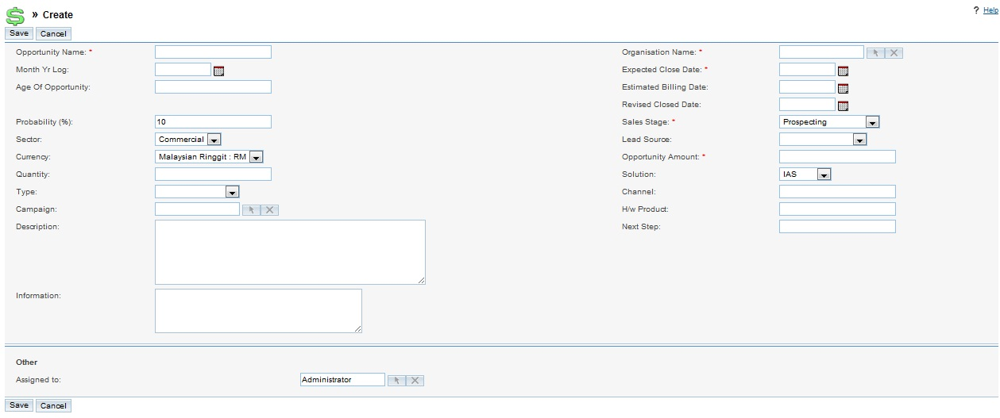 » Create
? Help
Save Cancel
Opportunity Name: * Organisation Name: *
Month Yr Log: Expected Close Date: *
Age Of Opportunity: Estimated Billing Date:
Revised Closed Date:
Probability (%): 10 Sales Stage: * Prospecting
Sector: Commercial Lead Source:
Currency: Malaysian Ringgit : RM Opportunity Amount: *
Quantity: Solution: IAS
Type: Channel:
Campaign: H/w Product:
Description: Next Step:
Information:
Other
Assigned to: Administrator
Save Cancel